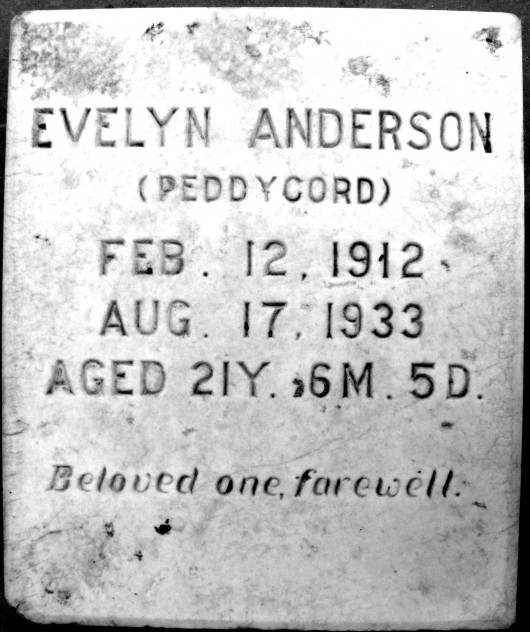 EVELYN ANDERSON
(PEDDYCORD)
FEB. 12, 1912
AUG. 17, 1933
AGED 21Y. 6M. 5D.
Beloved one, farewell.